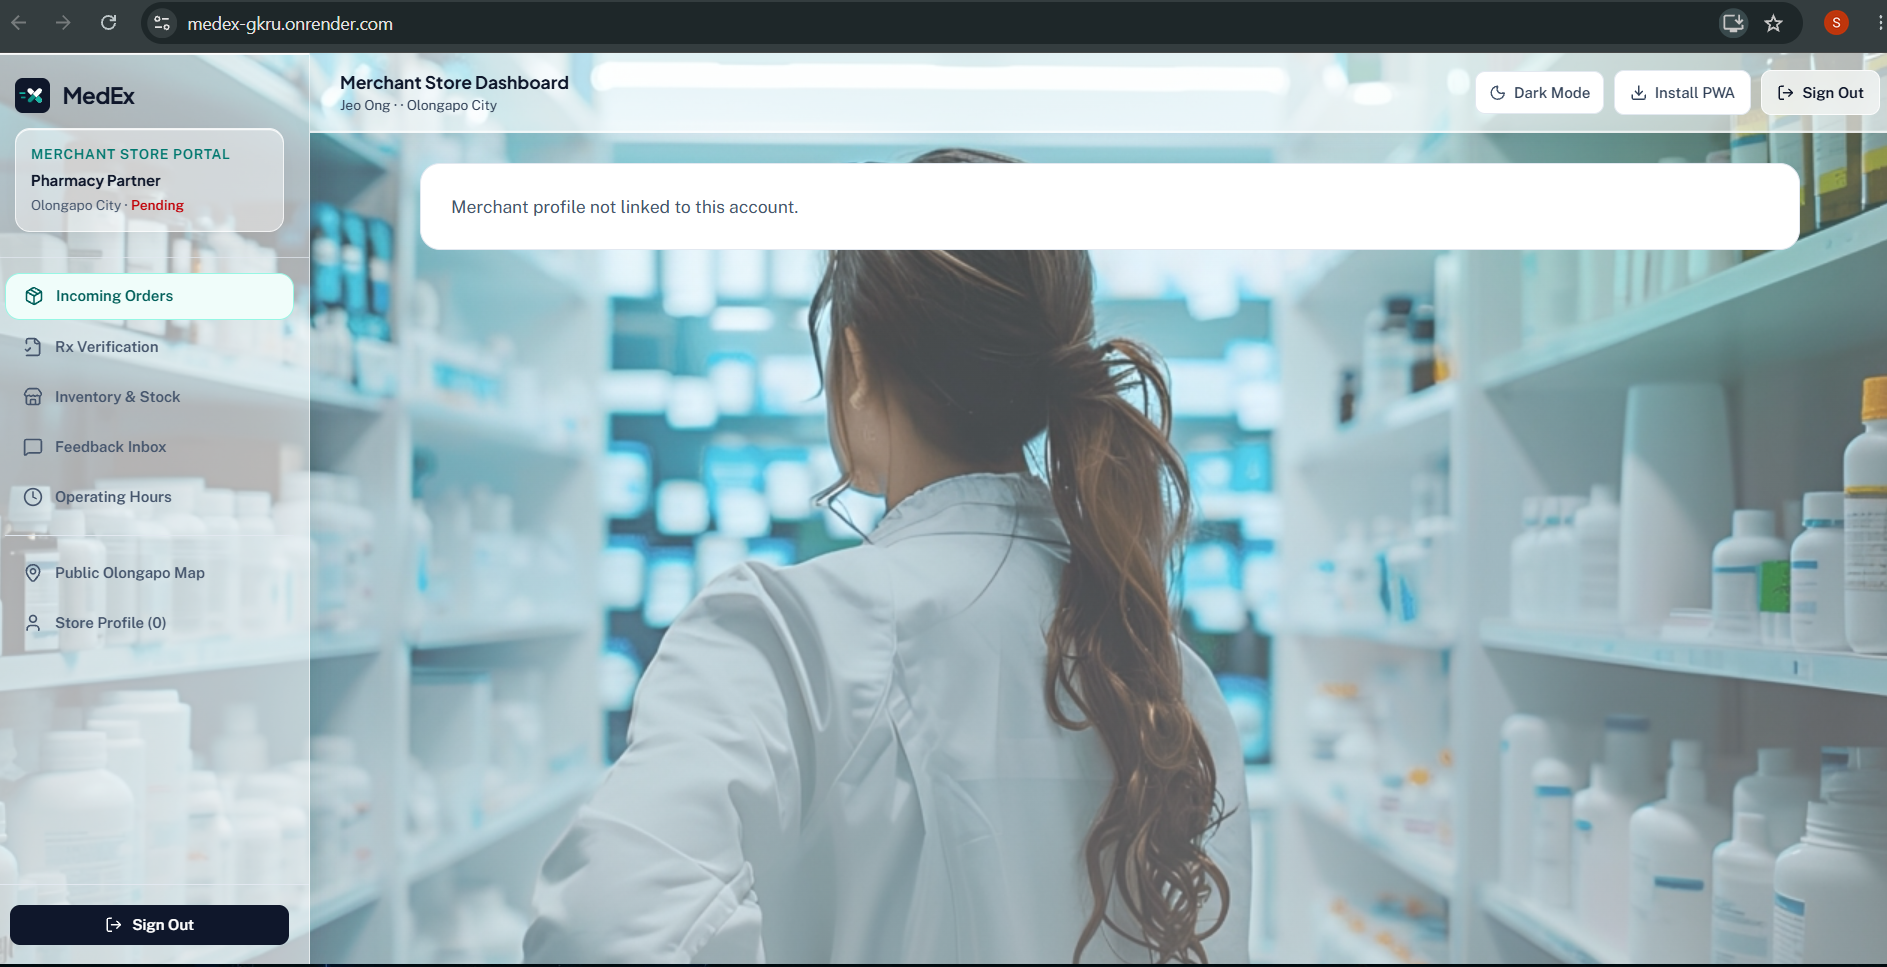 medex-gkru.onrender.com
S
MedEx
MERCHANT STORE PORTAL
Pharmacy Partner
Olongapo City · Pending
Incoming Orders
Rx Verification
Inventory & Stock
Feedback Inbox
Operating Hours
Public Olongapo Map
Store Profile (0)
Sign Out
Merchant Store Dashboard
Jeo Ong · · Olongapo City
Dark Mode
Install PWA
Sign Out
Merchant profile not linked to this account.